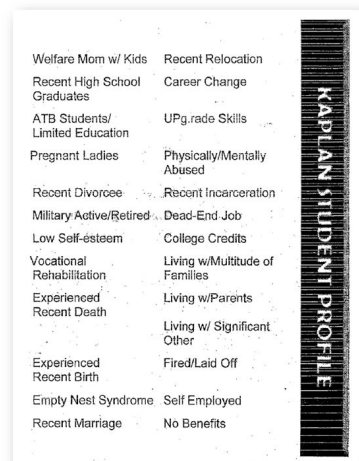 Welfare Mom w/ Kids
Recent High School
Graduates
ATB Students/
Limited Education
Pregnant Ladies
Recent Divorcee
Military Active/Retired
Low Self-esteem
Vocational
Rehabilitation
Experienced
Recent Death
Experienced
Recent Birth
Empty Nest Syndrome
Recent Marriage
Recent Relocation
Career Change
UPg.rade Skills
Physically/Mentally
Abused
Recent Incarceration
Dead-End Job
College Credits
Living w/Multitude of
Families
Living w/Parents
Living w/ Significant
Other
Fired/Laid Off
Self Employed
No Benefits
KAPLAN STUDENT PROFILE